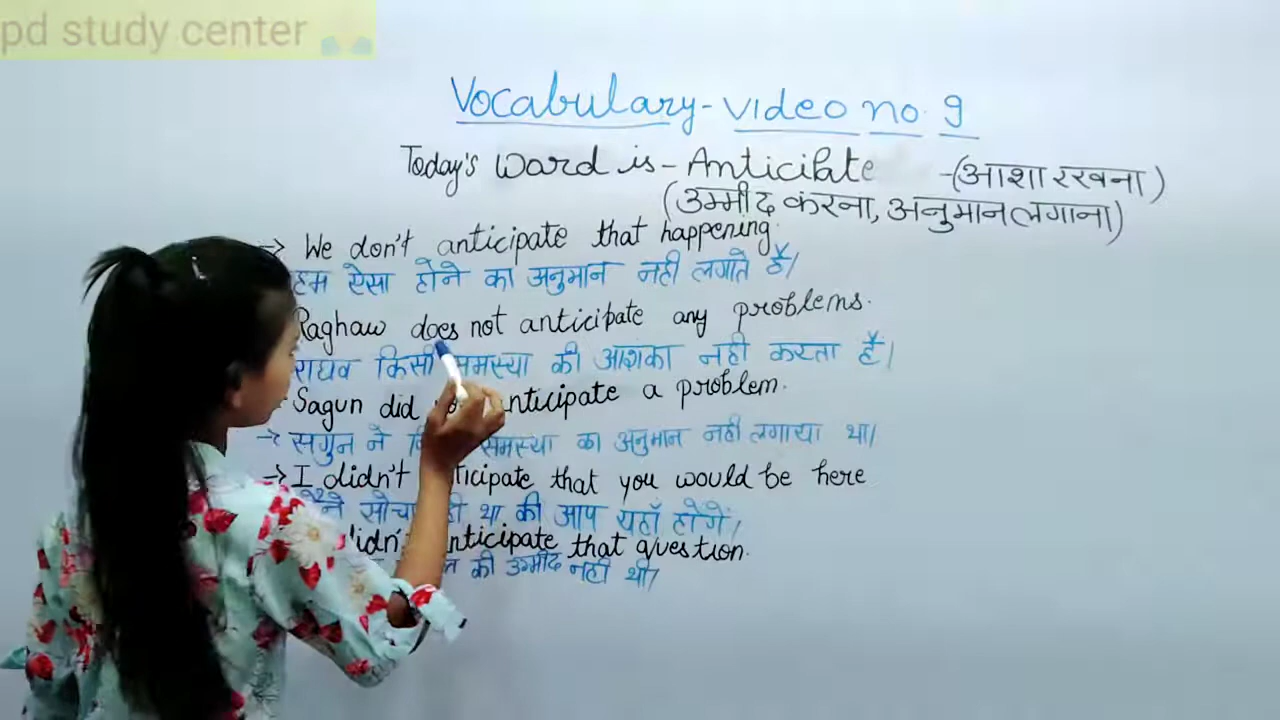 pd study center
Vocabulary - Video no. 9
Today's word is - Anticipate - (आशा रखना)
(उम्मीद करना, अनुमान लगाना)
→ We don't anticipate that happening.
हम ऐसा होने का अनुमान नही लगाते है।
Raghaw does not anticipate any problems.
राघव किसी समस्या की आशंका नही करता है।
Sagun did anticipate a problem.
→ सगुन ने समस्या का अनुमान नही लगाया था।
→ I didn't anticipate that you would be here
सोचा था की आप यहाँ होगें।
didn't anticipate that question.
की उम्मीद नही थी।